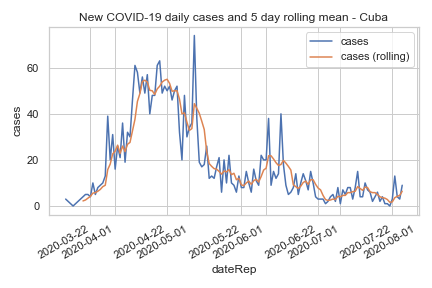 New COVID-19 daily cases and 5 day rolling mean - Cuba
cases
cases (rolling)
cases
60
40
20
0
2020-03-22
2020-04-01
2020-04-22
2020-05-01
2020-05-22
2020-06-01
2020-06-22
2020-07-01
2020-07-22
2020-08-01
dateRep